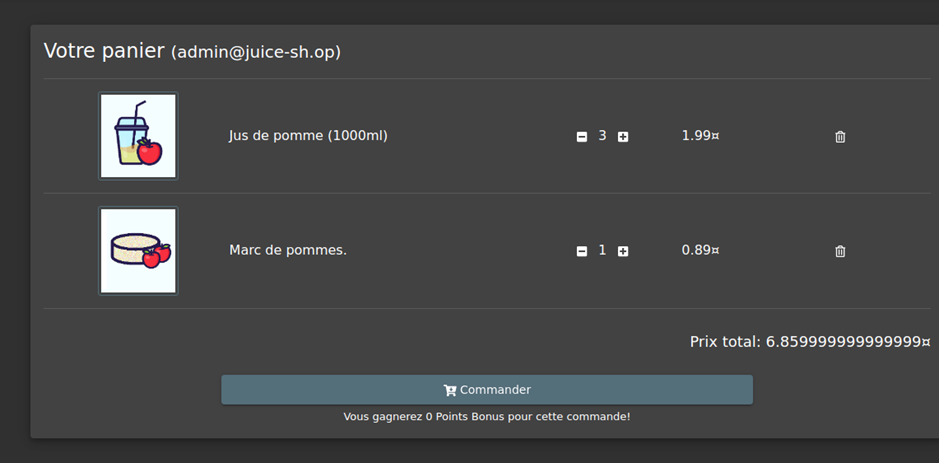 Votre panier (admin@juice-sh.op)
Jus de pomme (1000ml) 3 1.99¤
Marc de pommes. 1 0.89¤
Prix total: 6.859999999999999¤
Commander
Vous gagnerez 0 Points Bonus pour cette commande!